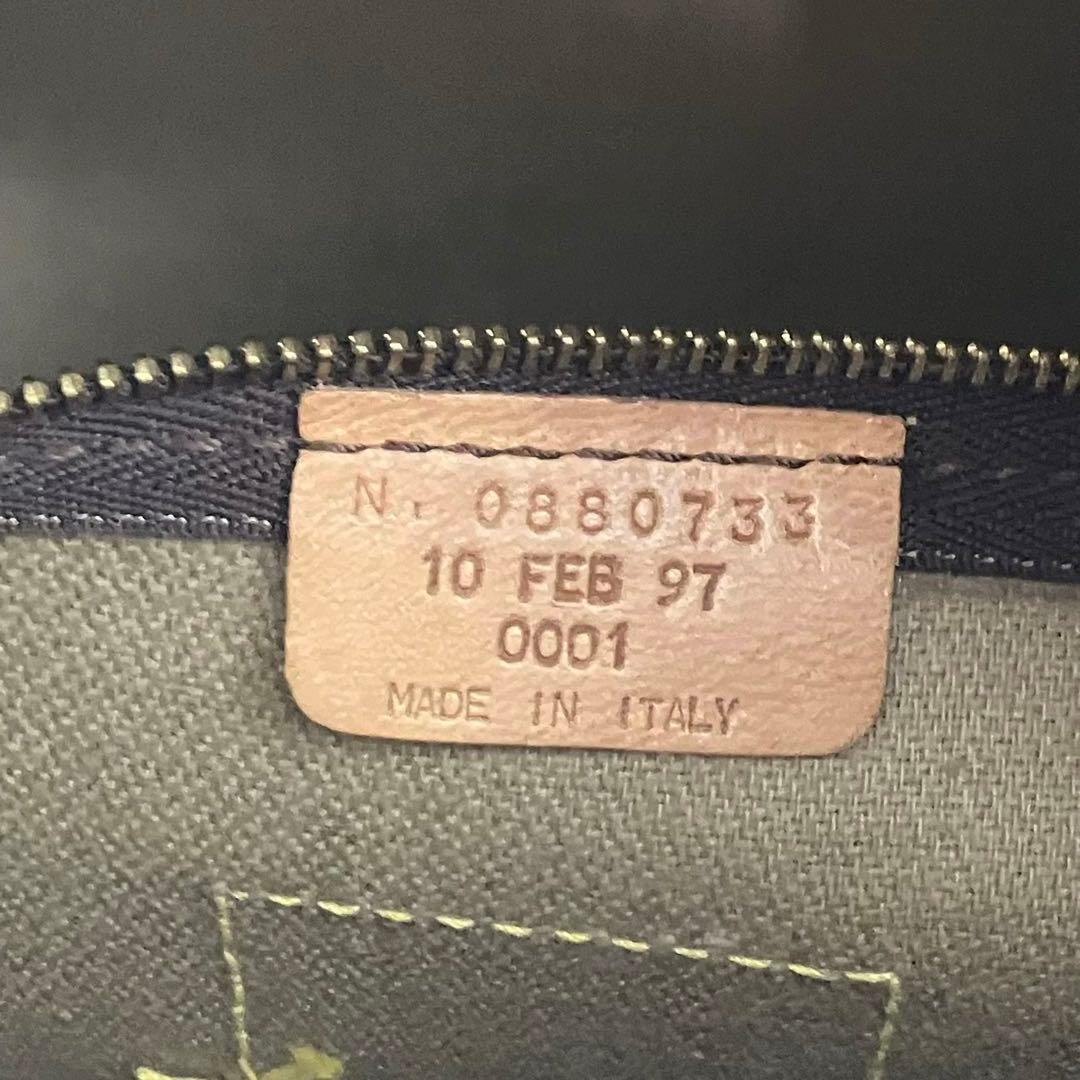 N. 0880733
10 FEB 97
0001
MADE IN ITALY